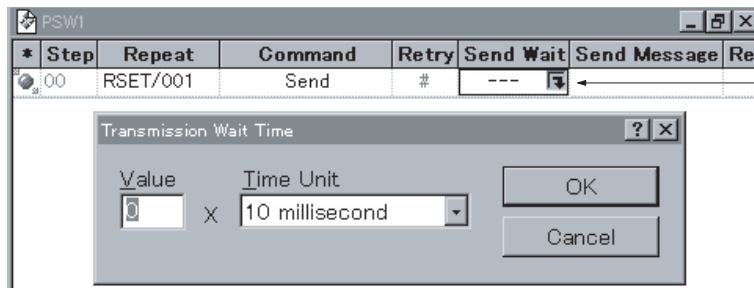 PSW1
* Step Repeat Command Retry Send Wait Send Message Re
00 RSET/001 Send # ---
Transmission Wait Time
Value Time Unit
0 X 10 millisecond
OK
Cancel